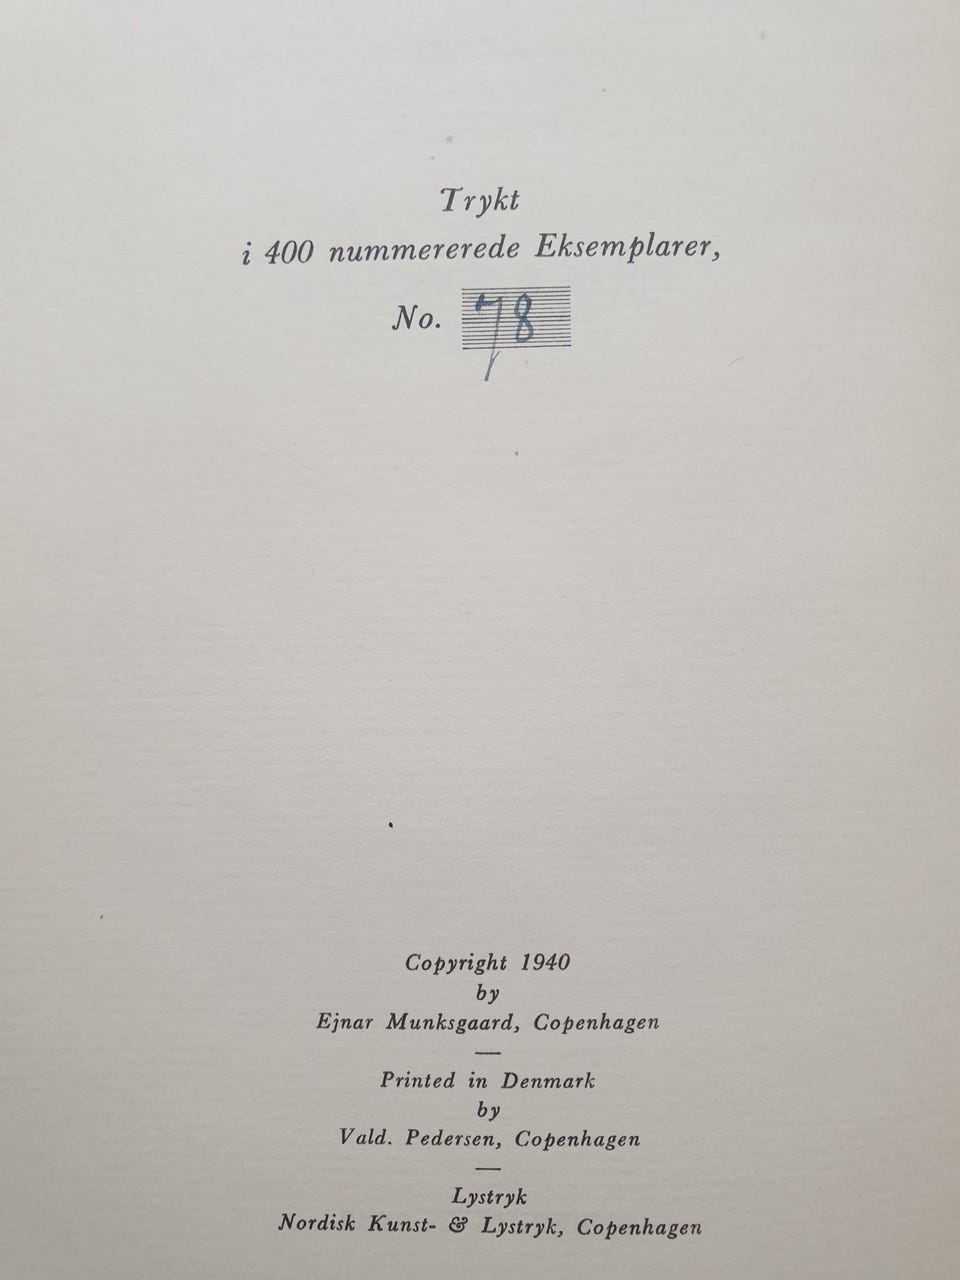 Trykt
i 400 nummererede Eksemplarer,
No. 78
Copyright 1940
by
Ejnar Munksgaard, Copenhagen
Printed in Denmark
by
Vald. Pedersen, Copenhagen
Lystryk
Nordisk Kunst- & Lystryk, Copenhagen